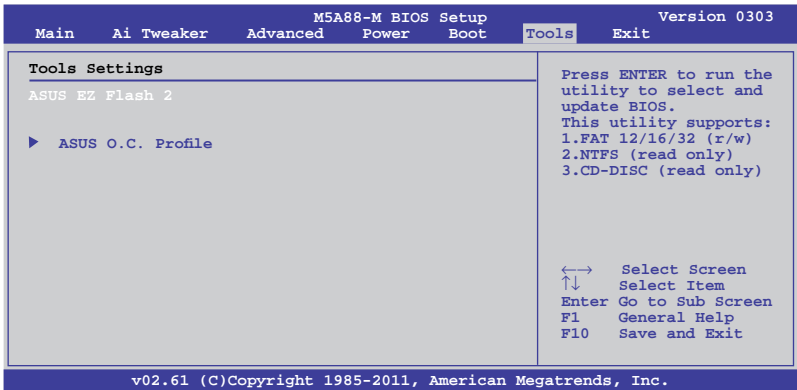 M5A88-M BIOS Setup Version 0303
Main Ai Tweaker Advanced Power Boot Tools Exit
Tools Settings
ASUS EZ Flash 2
ASUS O.C. Profile
Press ENTER to run the
utility to select and
update BIOS.
This utility supports:
1.FAT 12/16/32 (r/w)
2.NTFS (read only)
3.CD-DISC (read only)
←→ Select Screen
↑↓ Select Item
Enter Go to Sub Screen
F1 General Help
F10 Save and Exit
v02.61 (C)Copyright 1985-2011, American Megatrends, Inc.